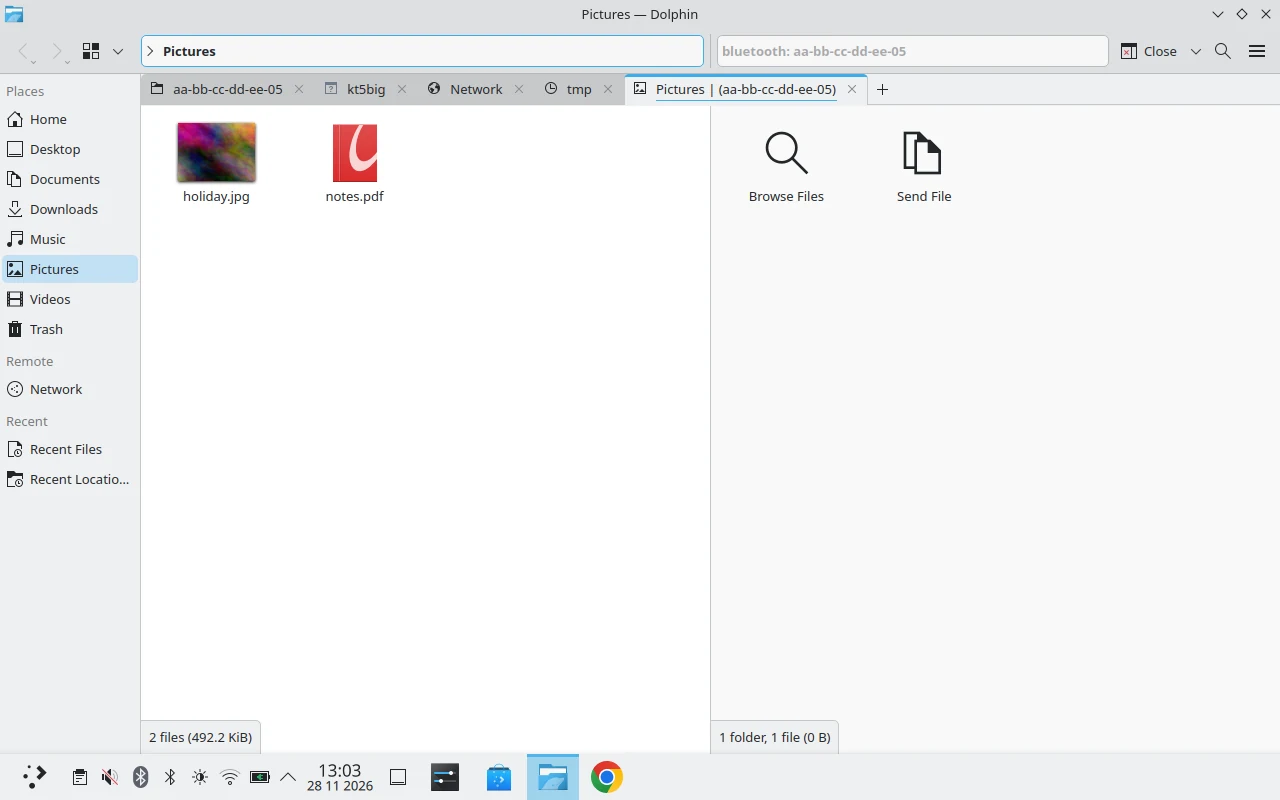 Pictures — Dolphin
Pictures
bluetooth: aa-bb-cc-dd-ee-05
Close
Places
Home
Desktop
Documents
Downloads
Music
Pictures
Videos
Trash
Remote
Network
Recent
Recent Files
Recent Locatio...
aa-bb-cc-dd-ee-05
kt5big
Network
tmp
Pictures | (aa-bb-cc-dd-ee-05)
holiday.jpg
notes.pdf
Browse Files
Send File
2 files (492.2 KiB)
1 folder, 1 file (0 B)
13:03
28 11 2026